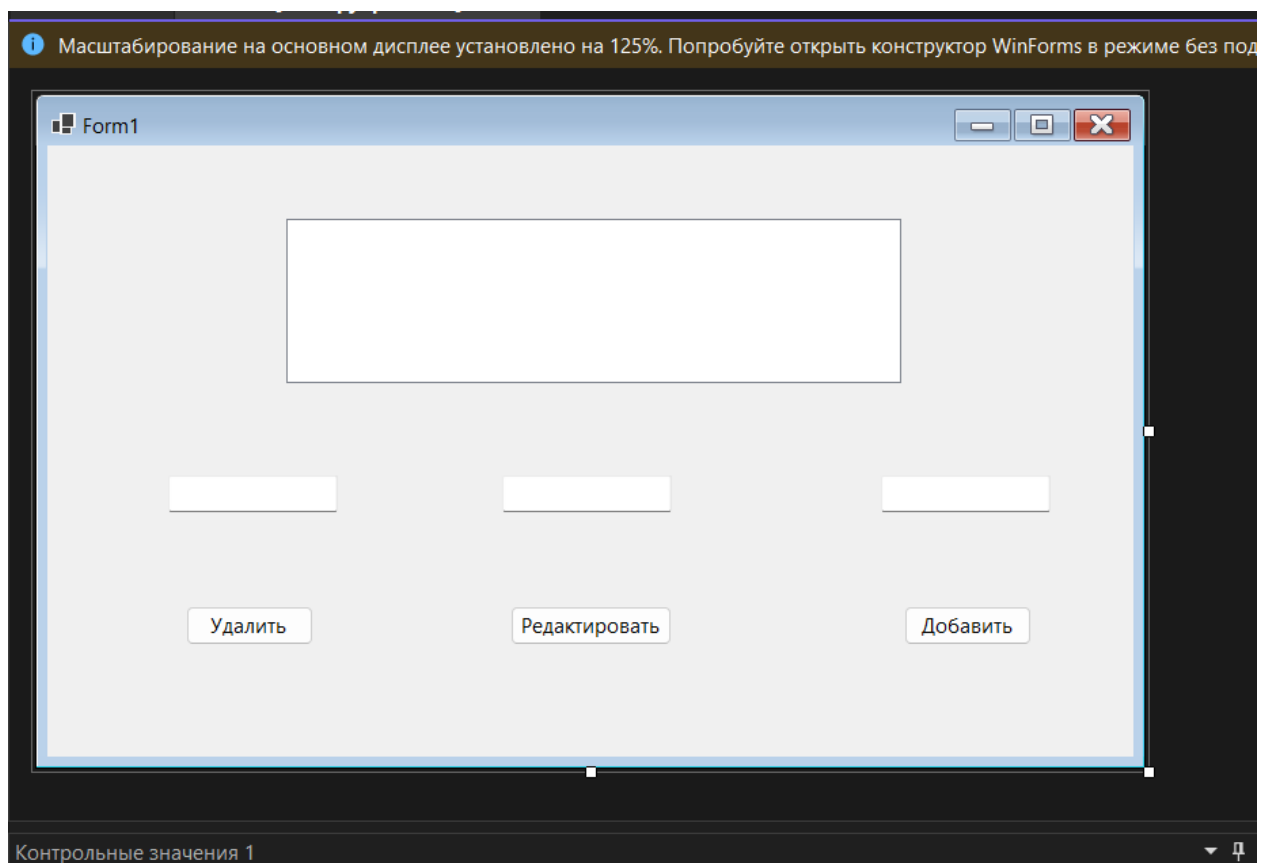 Масштабирование на основном дисплее установлено на 125%. Попробуйте открыть конструктор WinForms в режиме без под
Form1
Удалить
Редактировать
Добавить
Контрольные значения 1